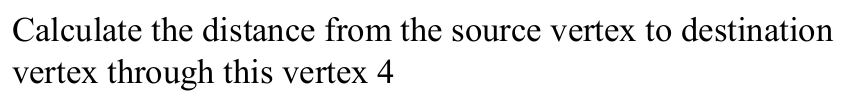 Calculate the distance from the source vertex to destination
vertex through this vertex 4